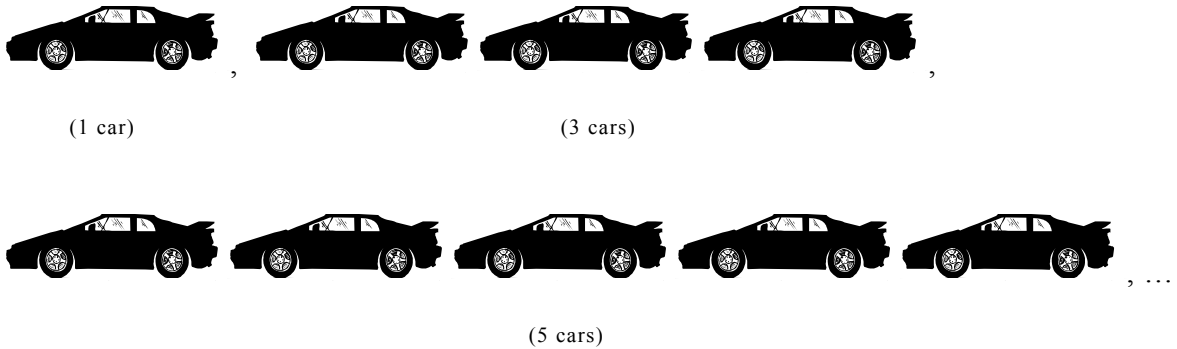 , ,
(1 car) (3 cars)
, ...
(5 cars)